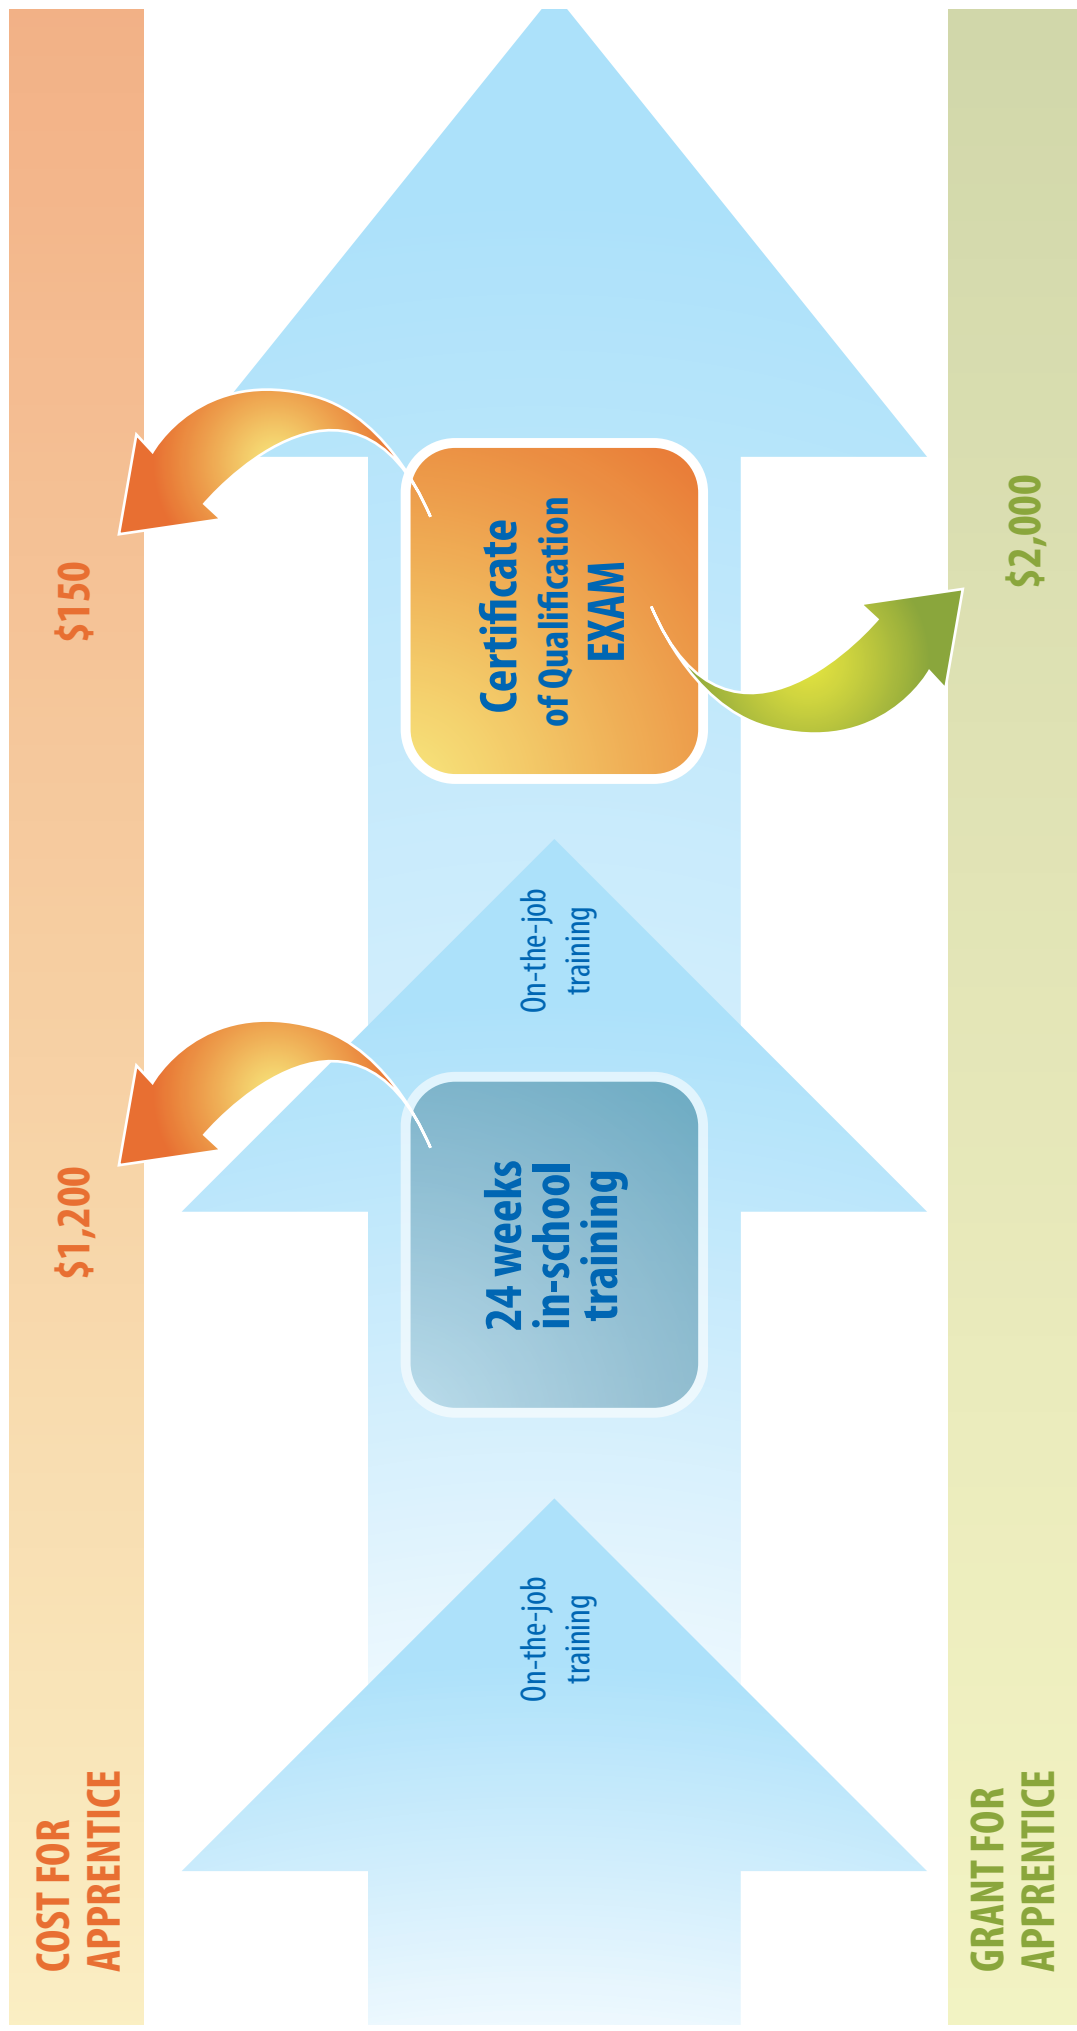 COST FOR
APPRENTICE
$1,200
$150
On-the-job
training
24 weeks
in-school
training
On-the-job
training
Certificate
of Qualification
EXAM
GRANT FOR
APPRENTICE
$2,000